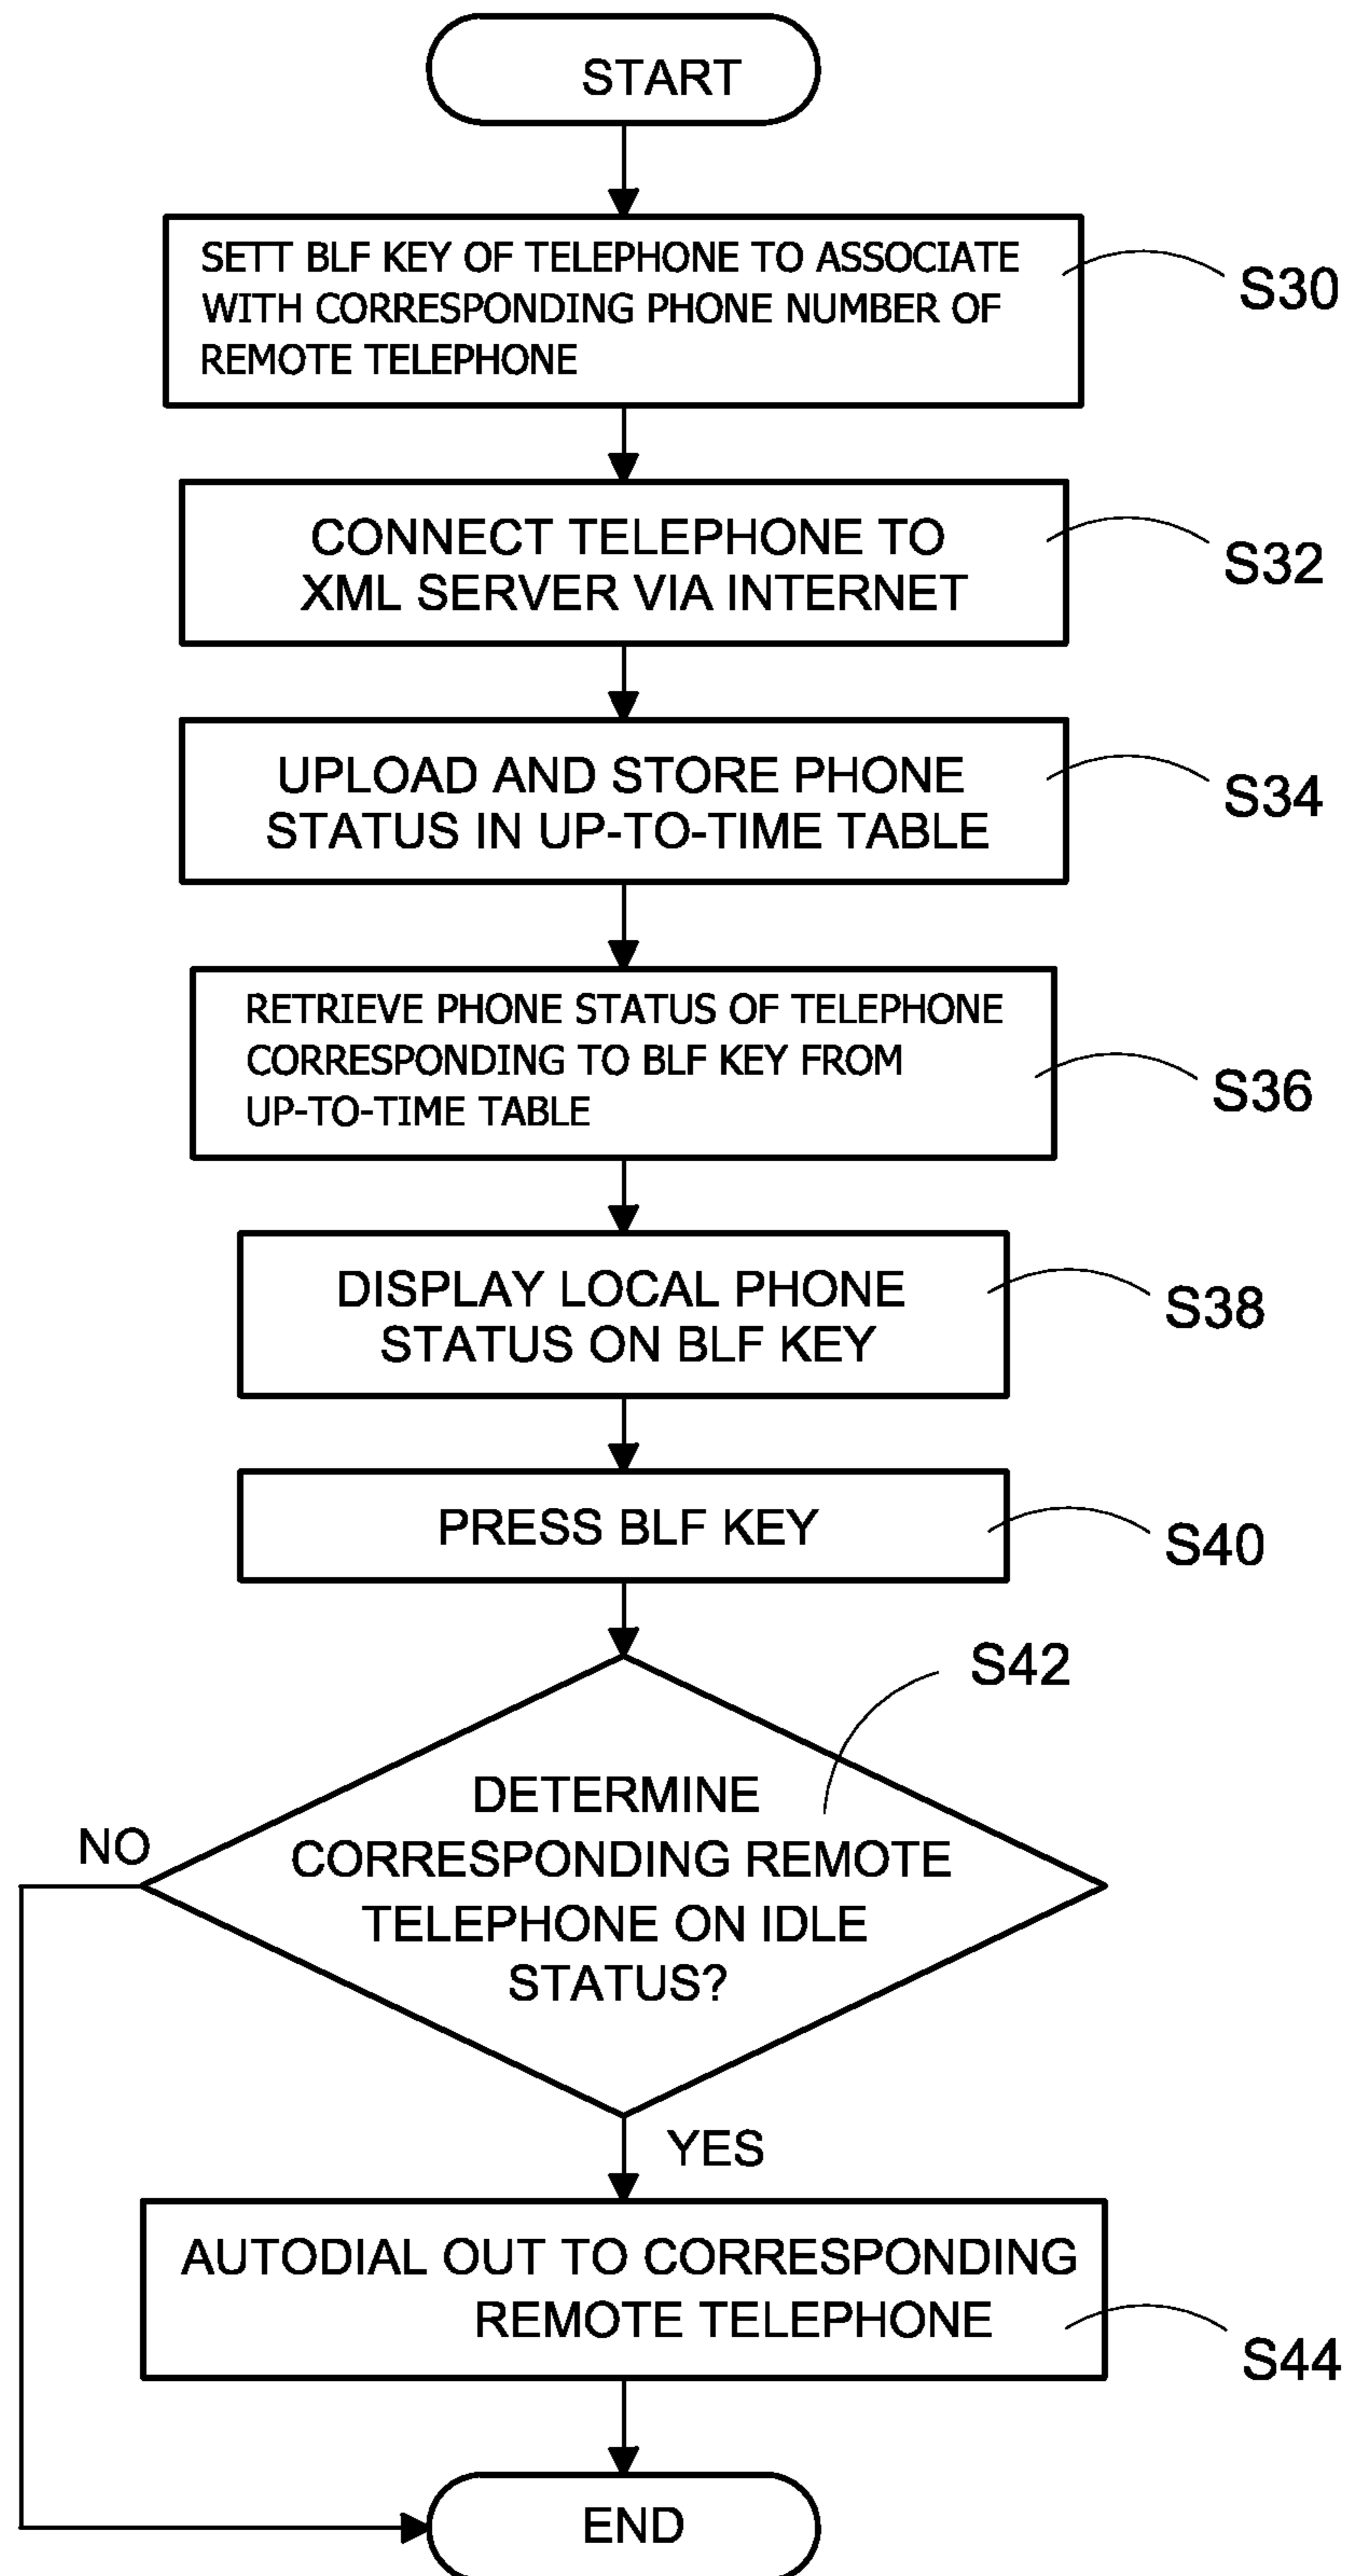 START
SETT BLF KEY OF TELEPHONE TO ASSOCIATE
WITH CORRESPONDING PHONE NUMBER OF
REMOTE TELEPHONE
S30
CONNECT TELEPHONE TO
XML SERVER VIA INTERNET
S32
UPLOAD AND STORE PHONE
STATUS IN UP-TO-TIME TABLE
S34
RETRIEVE PHONE STATUS OF TELEPHONE
CORRESPONDING TO BLF KEY FROM
UP-TO-TIME TABLE
S36
DISPLAY LOCAL PHONE
STATUS ON BLF KEY
S38
PRESS BLF KEY
S40
S42
DETERMINE
CORRESPONDING REMOTE
TELEPHONE ON IDLE
STATUS?
NO
YES
AUTODIAL OUT TO CORRESPONDING
REMOTE TELEPHONE
S44
END